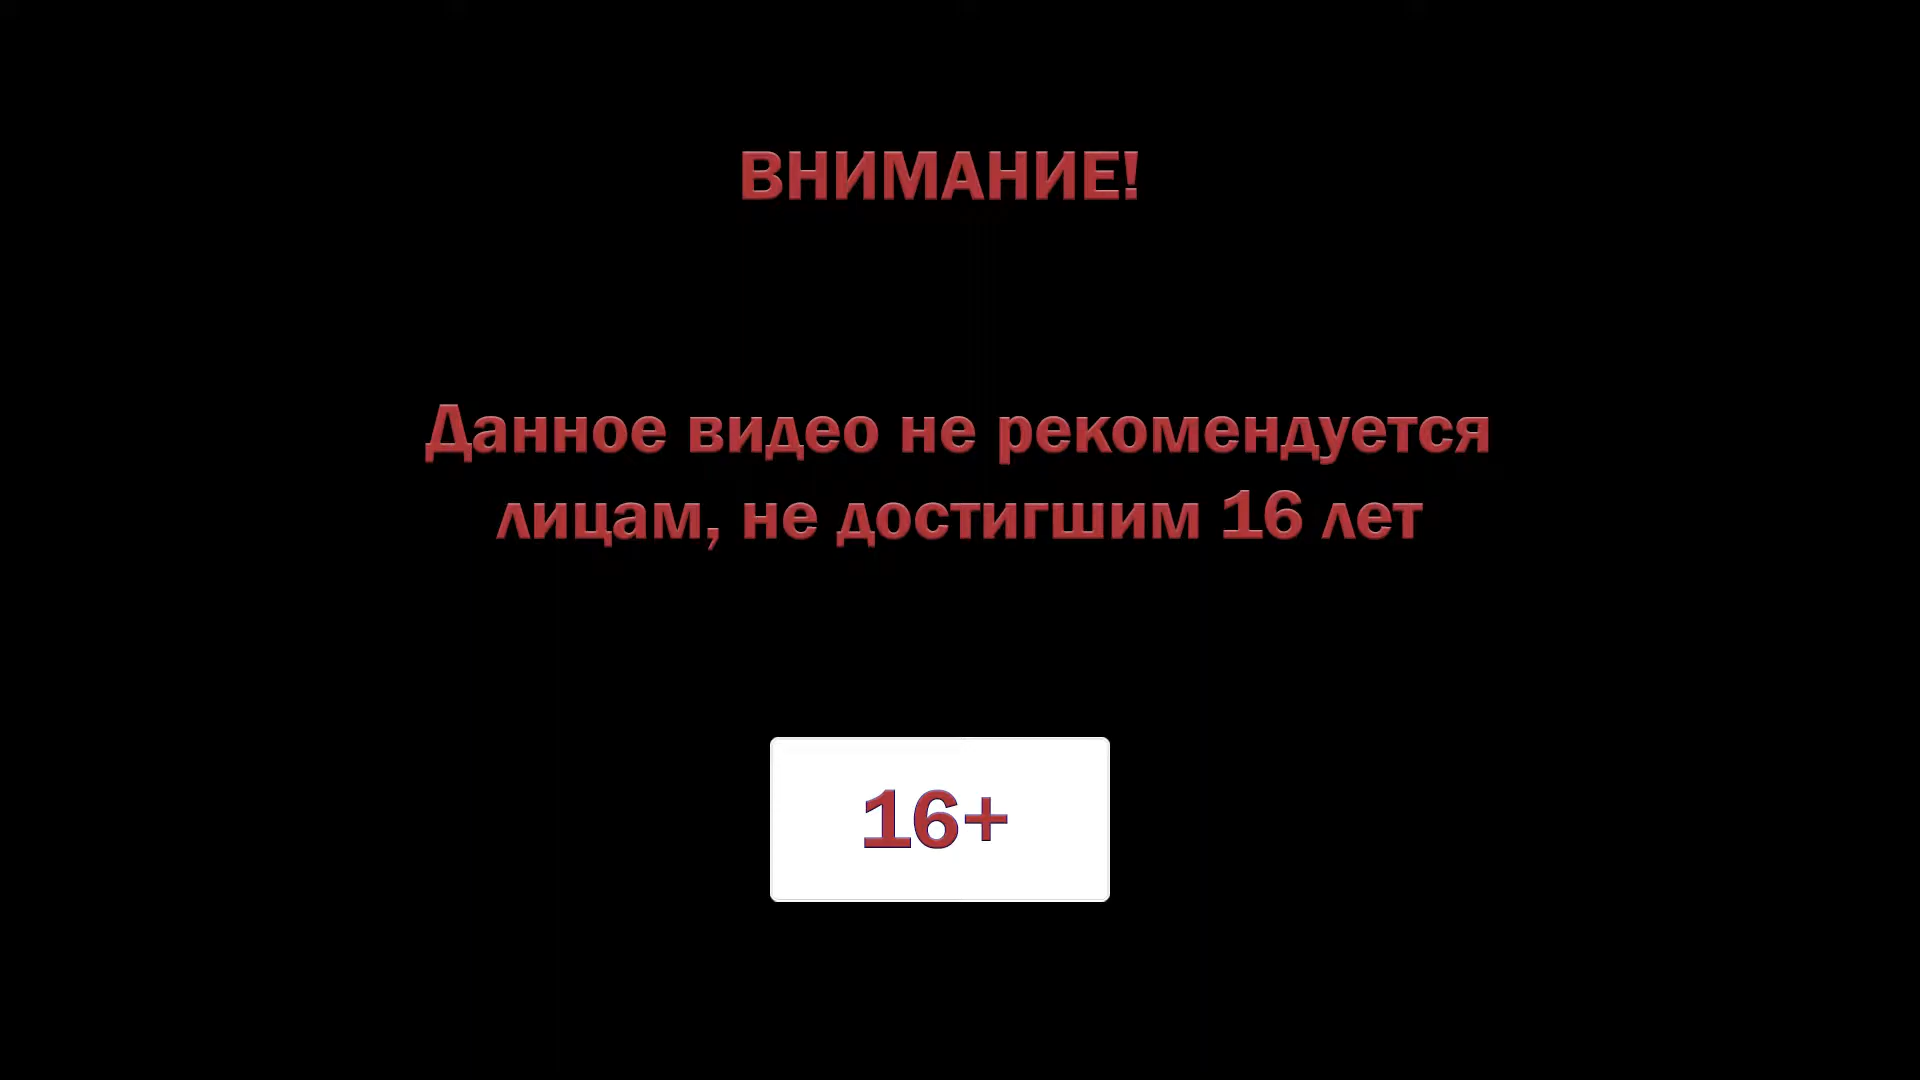 ВНИМАНИЕ!
Данное видео не рекомендуется
лицам, не достигшим 16 лет
16+